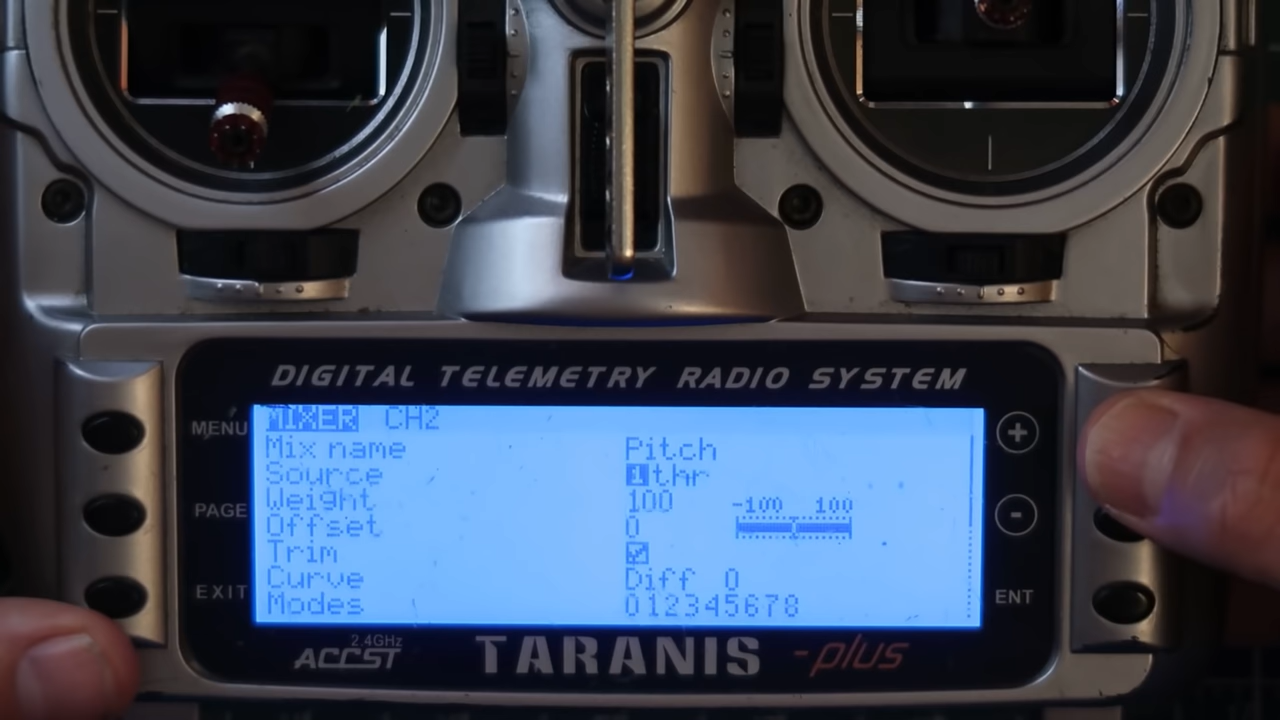 DIGITAL TELEMETRY RADIO SYSTEM
MENU
PAGE
EXIT
MIXER CH2
Mix name Pitch
Source 1thr
Weight 100 -100 100
Offset 0
Trim
Curve Diff 0
Modes 012345678
+
-
ENT
2.4GHz
ACCST
TARANIS -plus